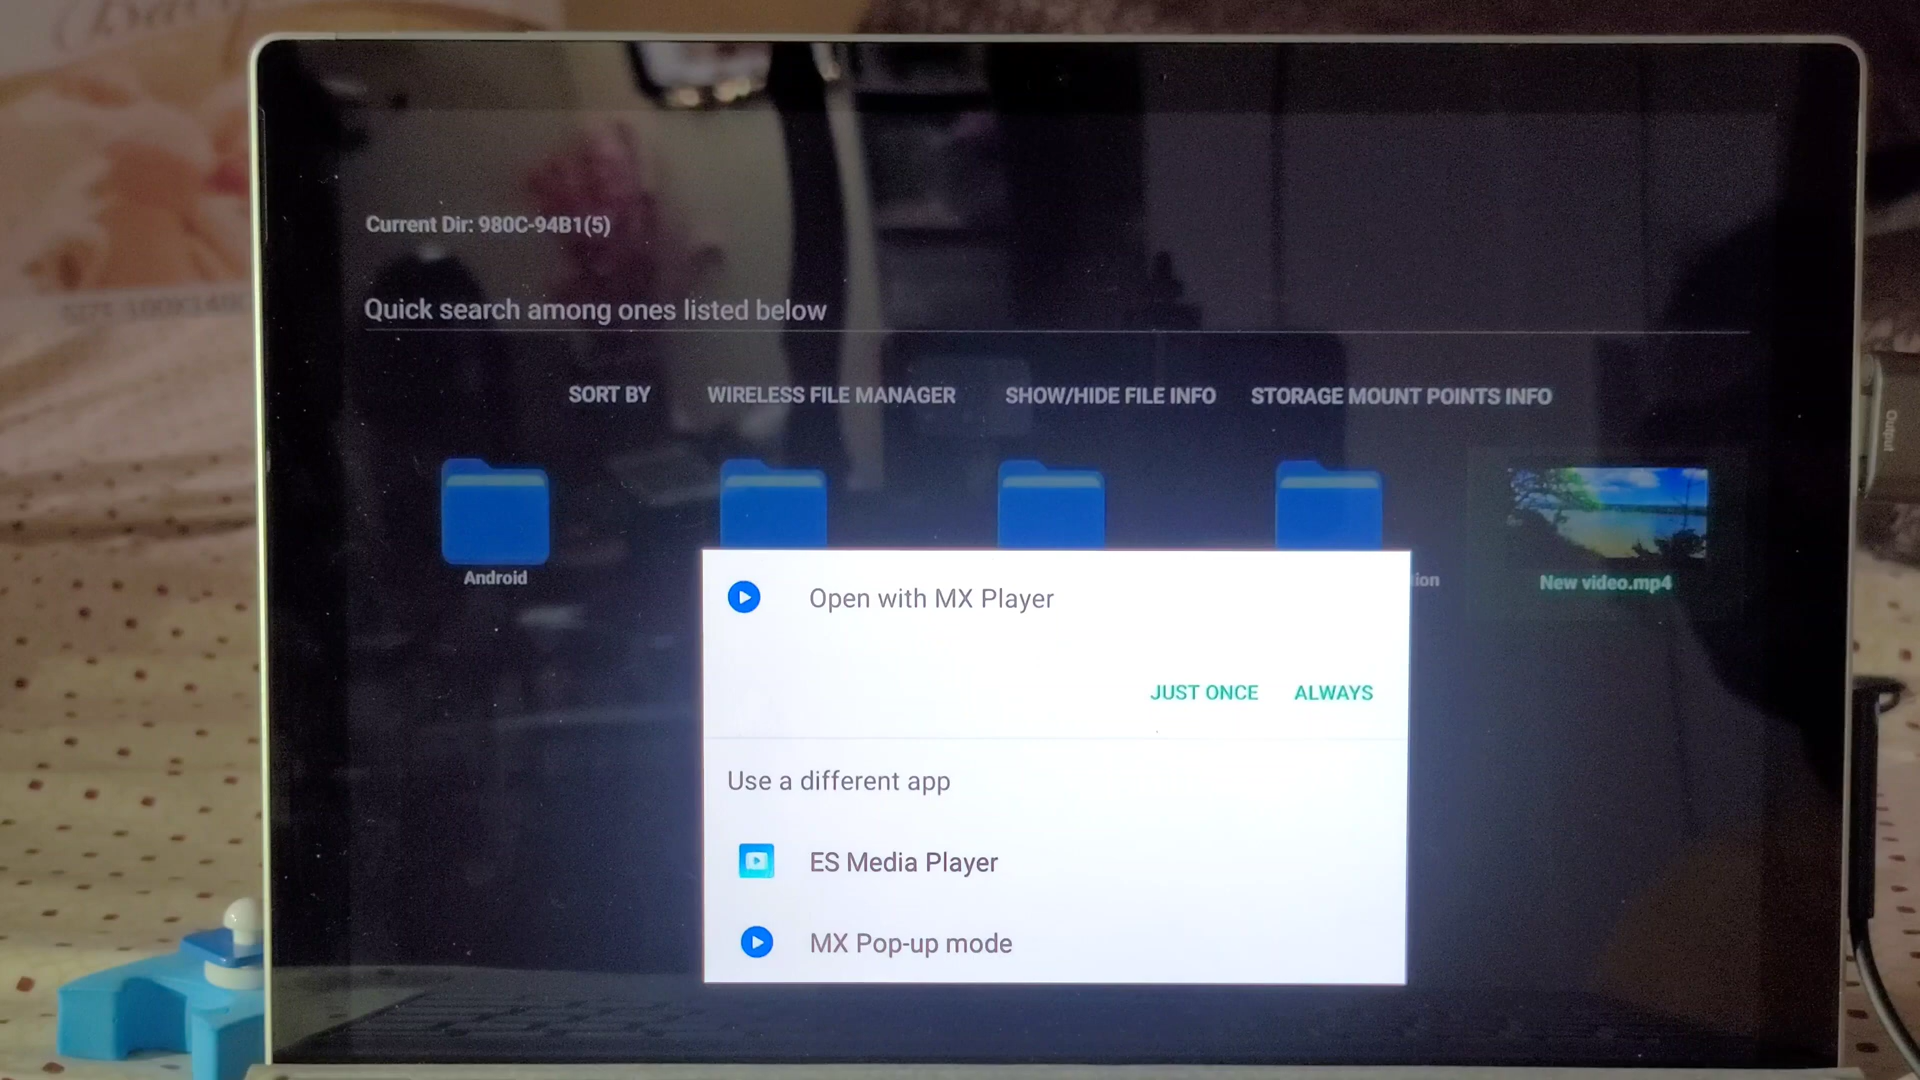 Current Dir: 980C-94B1(5)
Quick search among ones listed below
SORT BY
WIRELESS FILE MANAGER
SHOW/HIDE FILE INFO
STORAGE MOUNT POINTS INFO
Android
ion
New video.mp4
Open with MX Player
JUST ONCE
ALWAYS
Use a different app
ES Media Player
MX Pop-up mode
Output